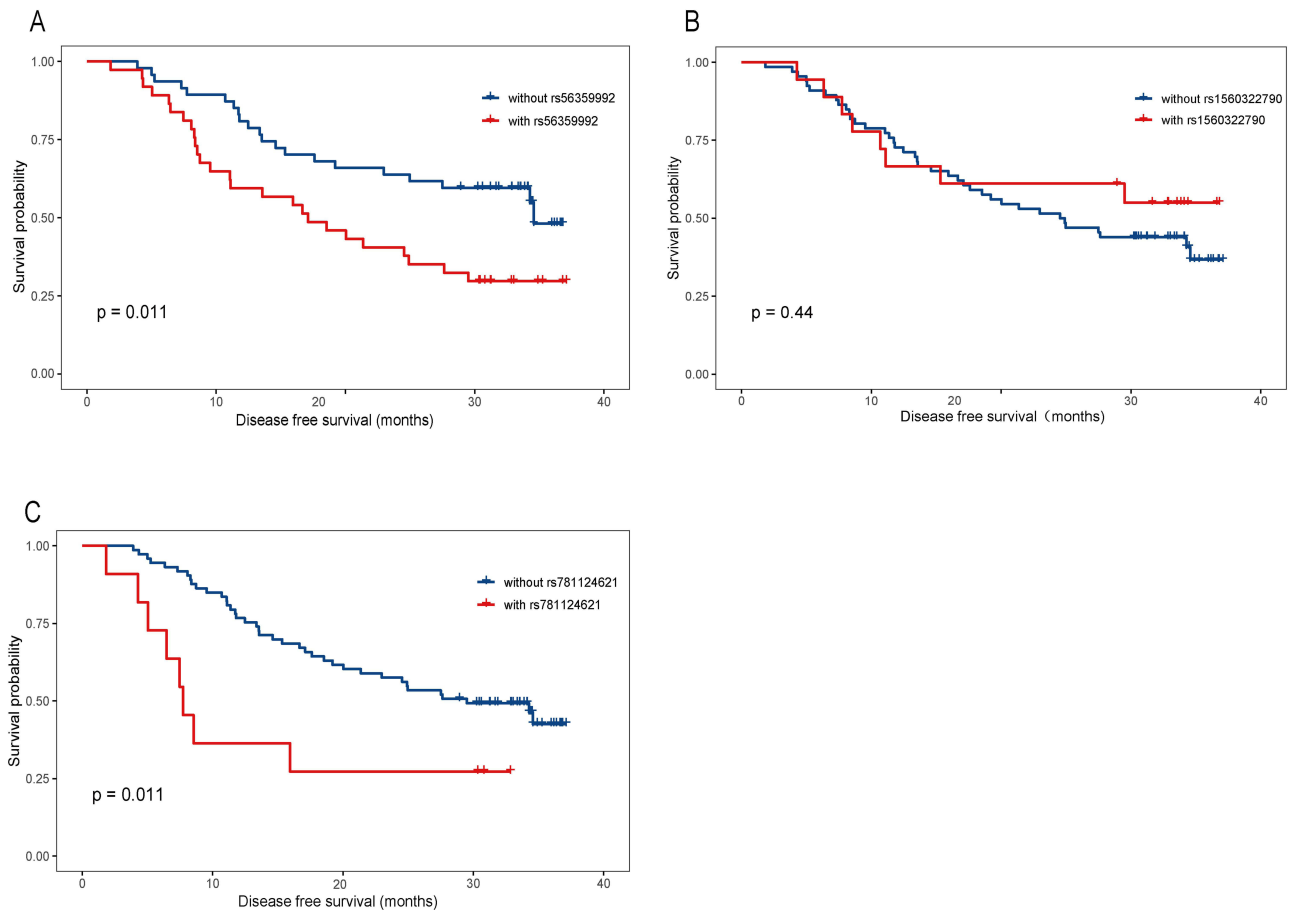 A
Survival probability
1.00
0.75
0.50
0.25
0.00
without rs56359992
with rs56359992
p = 0.011
0 10 20 30 40
Disease free survival (months)
B
Survival probability
1.00
0.75
0.50
0.25
0.00
without rs1560322790
with rs1560322790
p = 0.44
0 10 20 30 40
Disease free survival（months）
C
Survival probability
1.00
0.75
0.50
0.25
0.00
without rs781124621
with rs781124621
p = 0.011
0 10 20 30 40
Disease free survival (months)